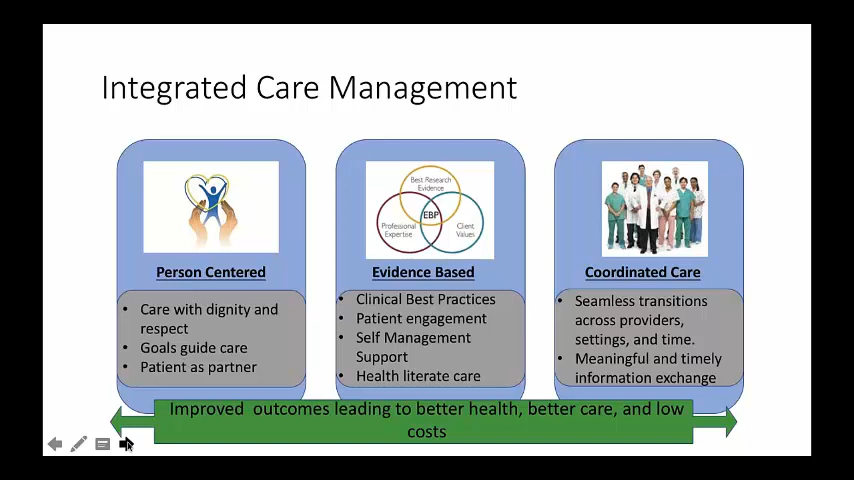 Integrated Care Management
Best Research
Evidence
EBP
Professional
Expertise
Client
Values
Person Centered
Evidence Based
Coordinated Care
• Care with dignity and
respect
• Goals guide care
• Patient as partner
• Clinical Best Practices
• Patient engagement
• Self Management
Support
• Health literate care
• Seamless transitions
across providers,
settings, and time.
• Meaningful and timely
information exchange
Improved outcomes leading to better health, better care, and low
costs